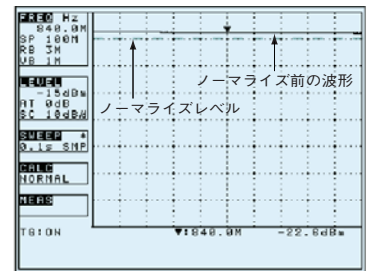 FREQ Hz
840.0M
SP 100M
RB 3M
VB 1M
LEVEL
-15dBm
AT 0dB
SC 10dB/
SWEEP
0.1s SMP
CALC
NORMAL
MEAS
ノーマライズ前の波形
ノーマライズレベル
TG:ON
▼:840.0M
-22.6dBm